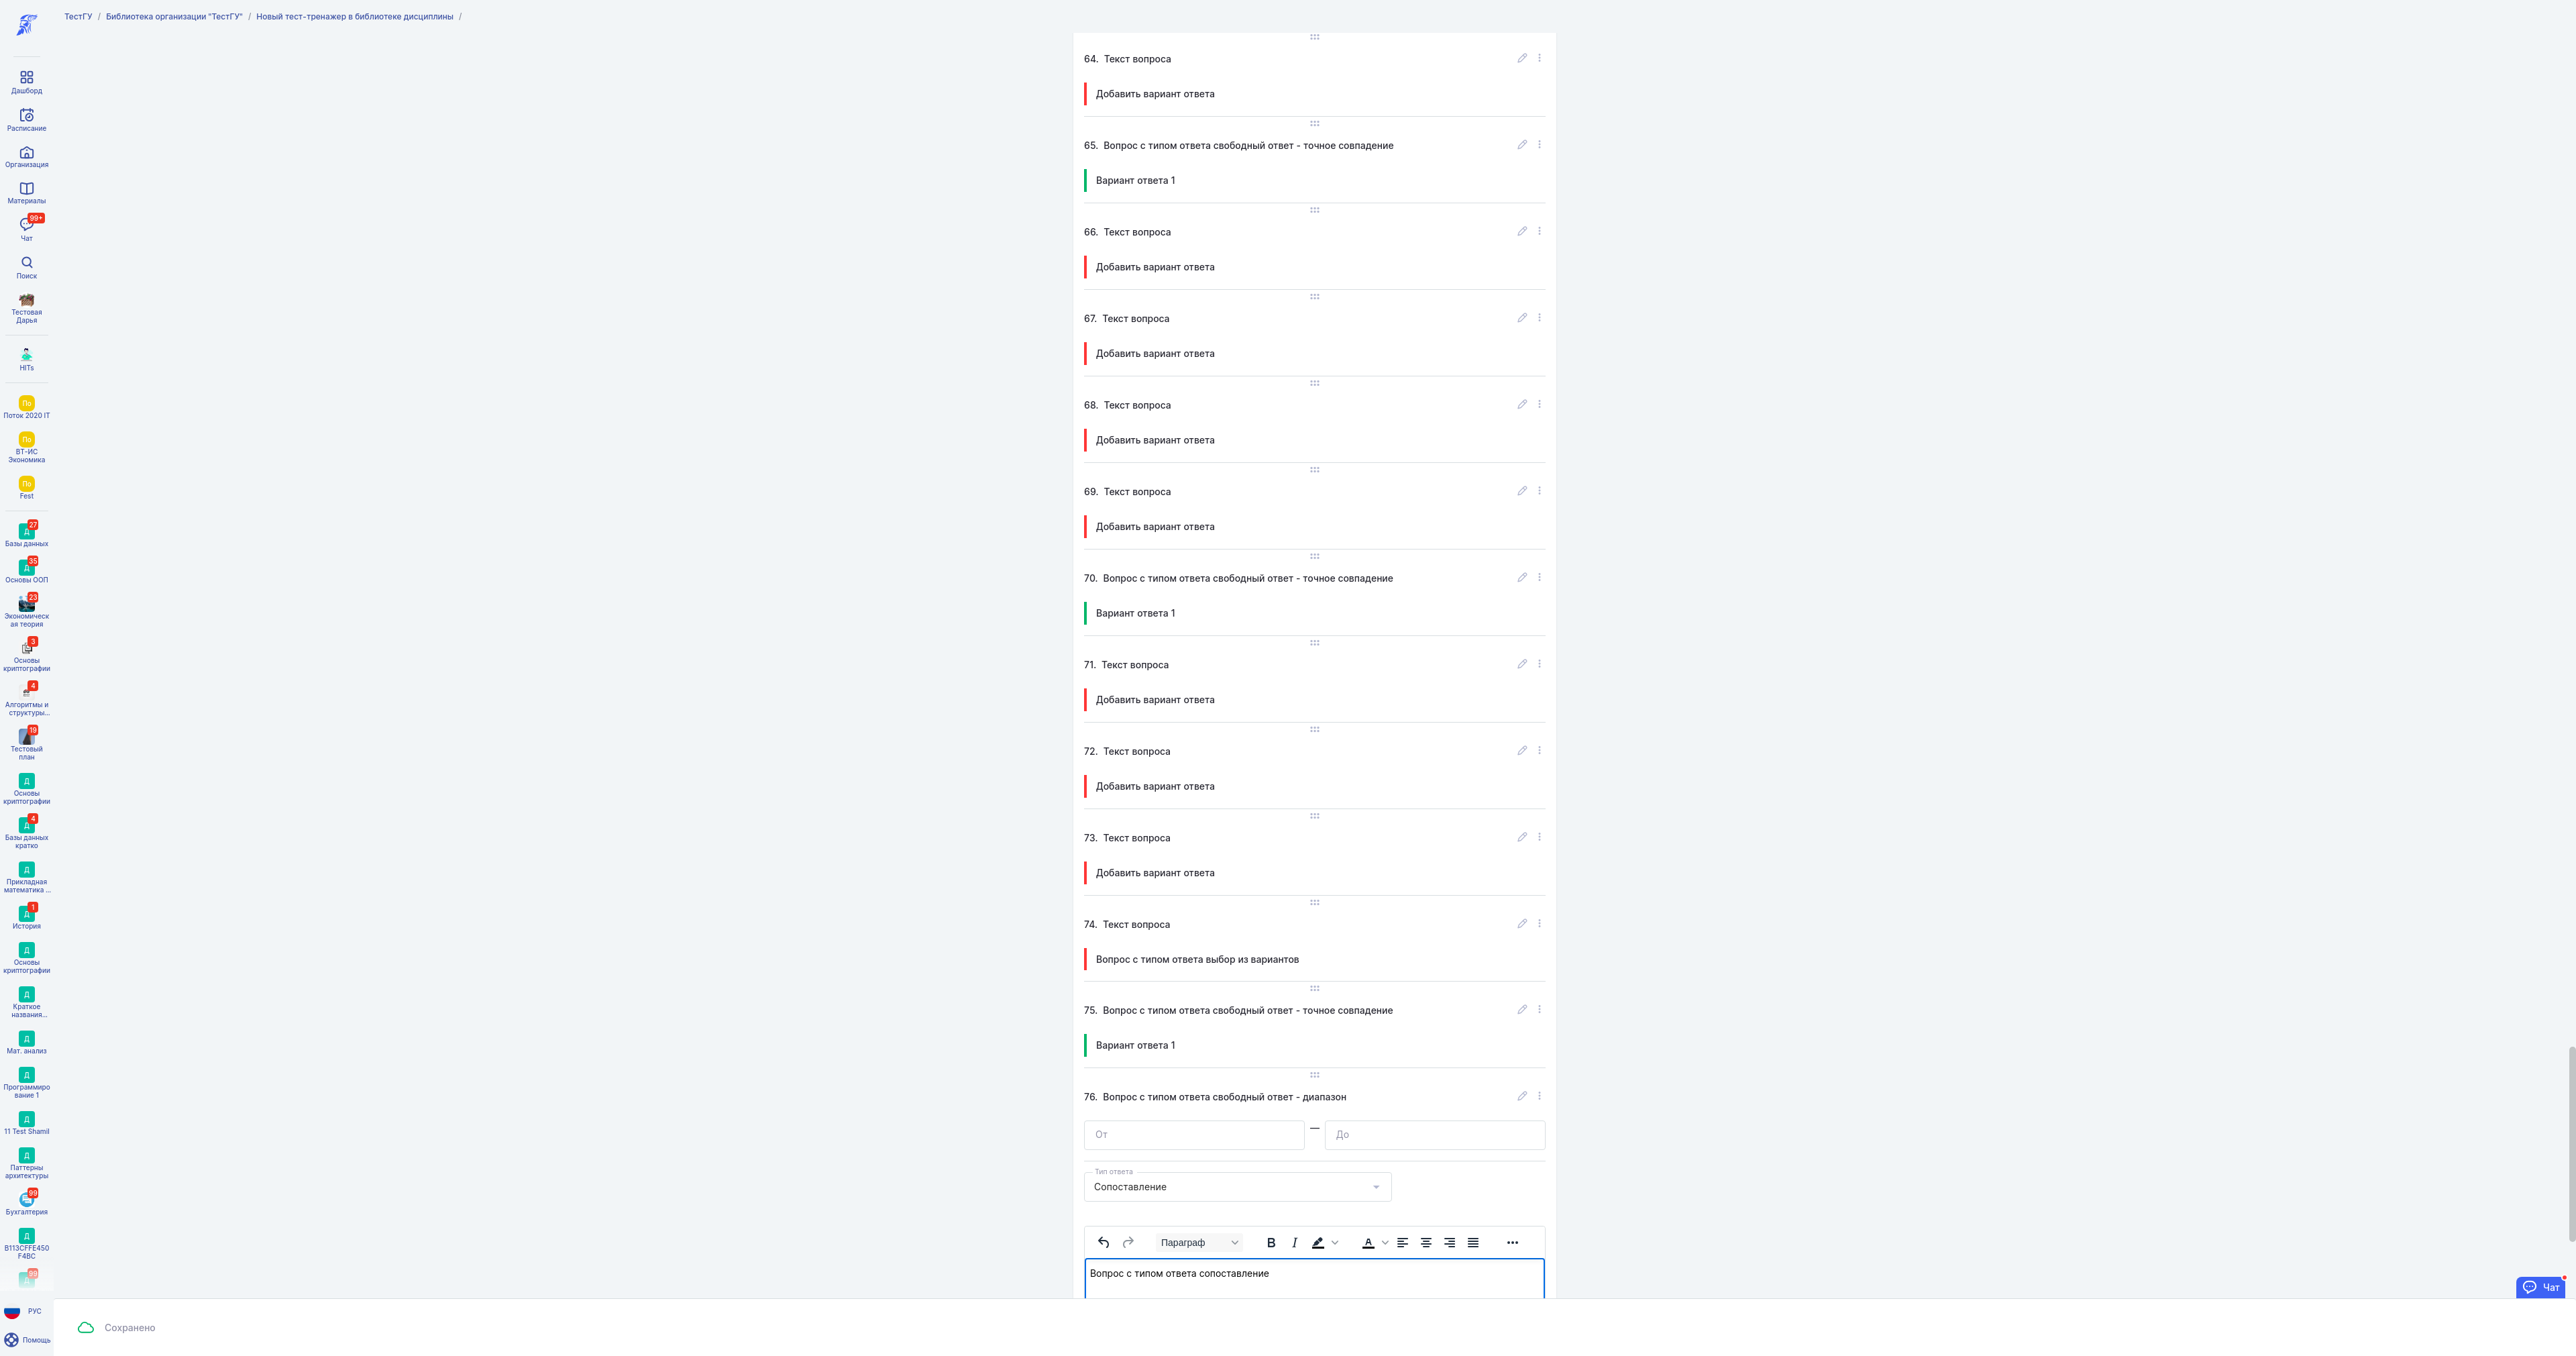 ТестГУ / Библиотека организации "ТестГУ" / Новый тест-тренажер в библиотеке дисциплины /
Дашборд
Расписание
Организация
Материалы
99+
Чат
Поиск
Тестовая
Дарья
HITs
По
Поток 2020 IT
По
ВТ-ИС
Экономика
По
Fest
27
Д
Базы данных
35
Д
Основы ООП
23
Экономическ
ая теория
3
Основы
криптографии
4
Алгоритмы и
структуры...
19
Тестовый
план
Д
Основы
криптографии
4
Д
Базы данных
кратко
Д
Прикладная
математика ...
1
Д
История
Д
Основы
криптографии
Д
Краткое
названия...
Д
Мат. анализ
Д
Программиро
вание 1
Д
11 Test Shamil
Д
Паттерны
архитектуры
99
Бухгалтерия
Д
B113CFFE450
F4BC
99
Д
РУС
Помощь
64. Текст вопроса
Добавить вариант ответа
65. Вопрос с типом ответа свободный ответ - точное совпадение
Вариант ответа 1
66. Текст вопроса
Добавить вариант ответа
67. Текст вопроса
Добавить вариант ответа
68. Текст вопроса
Добавить вариант ответа
69. Текст вопроса
Добавить вариант ответа
70. Вопрос с типом ответа свободный ответ - точное совпадение
Вариант ответа 1
71. Текст вопроса
Добавить вариант ответа
72. Текст вопроса
Добавить вариант ответа
73. Текст вопроса
Добавить вариант ответа
74. Текст вопроса
Вопрос с типом ответа выбор из вариантов
75. Вопрос с типом ответа свободный ответ - точное совпадение
Вариант ответа 1
76. Вопрос с типом ответа свободный ответ - диапазон
От — До
Тип ответа
Сопоставление
Параграф B I A
Вопрос с типом ответа сопоставление
Чат
Сохранено